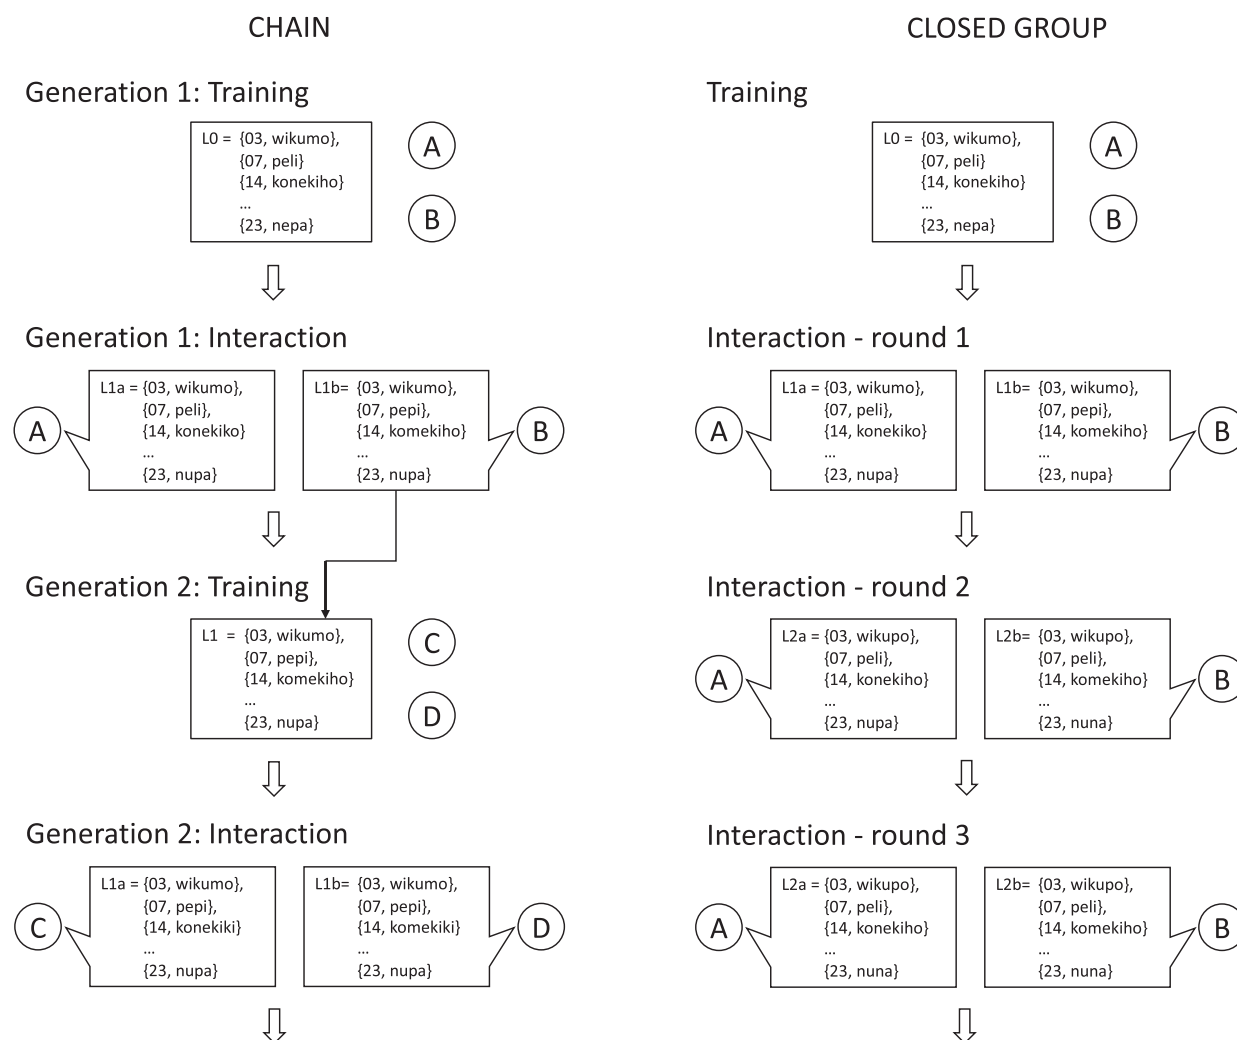 CHAIN
Generation 1: Training
L0 = {03, wikumo},
{07, peli}
{14, konekiho}
...
{23, nepa}
A
B
Generation 1: Interaction
A
L1a = {03, wikumo},
{07, peli},
{14, konekiko}
...
{23, nupa}
L1b= {03, wikumo},
{07, pepi},
{14, komekiho}
...
{23, nupa}
B
Generation 2: Training
L1 = {03, wikumo},
{07, pepi},
{14, komekiho}
...
{23, nupa}
C
D
Generation 2: Interaction
C
L1a = {03, wikumo},
{07, pepi},
{14, konekiki}
...
{23, nupa}
L1b= {03, wikumo},
{07, pepi},
{14, komekiki}
...
{23, nupa}
D
CLOSED GROUP
Training
L0 = {03, wikumo},
{07, peli}
{14, konekiho}
...
{23, nepa}
A
B
Interaction - round 1
A
L1a = {03, wikumo},
{07, peli},
{14, konekiko}
...
{23, nupa}
L1b= {03, wikumo},
{07, pepi},
{14, komekiho}
...
{23, nupa}
B
Interaction - round 2
A
L2a = {03, wikupo},
{07, peli},
{14, konekiho}
...
{23, nupa}
L2b= {03, wikupo},
{07, peli},
{14, komekiho}
...
{23, nuna}
B
Interaction - round 3
A
L2a = {03, wikupo},
{07, peli},
{14, konekiho}
...
{23, nuna}
L2b= {03, wikupo},
{07, peli},
{14, komekiho}
...
{23, nuna}
B